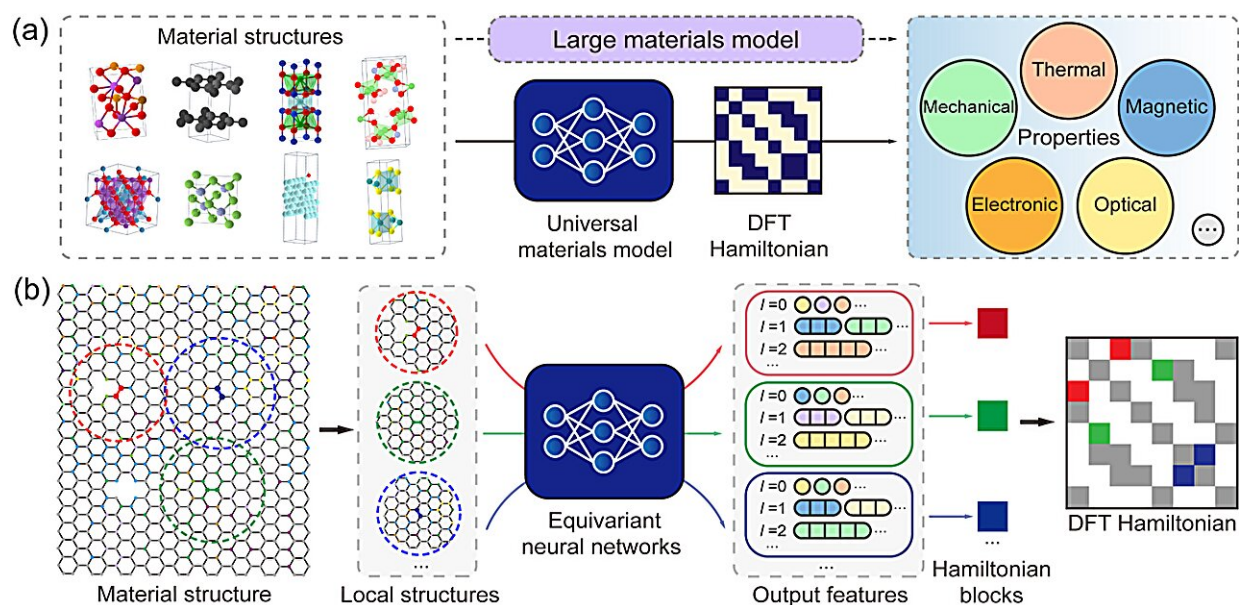 (a)
Material structures
Large materials model
Universal
materials model
DFT
Hamiltonian
Thermal
Mechanical
Magnetic
Properties
Electronic
Optical
...
(b)
Material structure
...
Local structures
Equivariant
neural networks
l=0 ...
l=1 ...
l=2 ...
...
l=0 ...
l=1 ...
l=2 ...
...
l=0 ...
l=1 ...
l=2 ...
...
Output features
...
Hamiltonian
blocks
DFT Hamiltonian